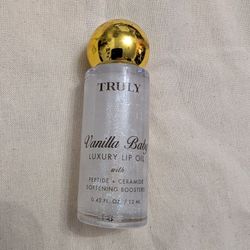 TRULY
Vanilla Baby
LUXURY LIP OIL
with
PEPTIDE + CERAMIDE
SOFTENING BOOSTERS
0.42 FL. OZ. / 12 ML